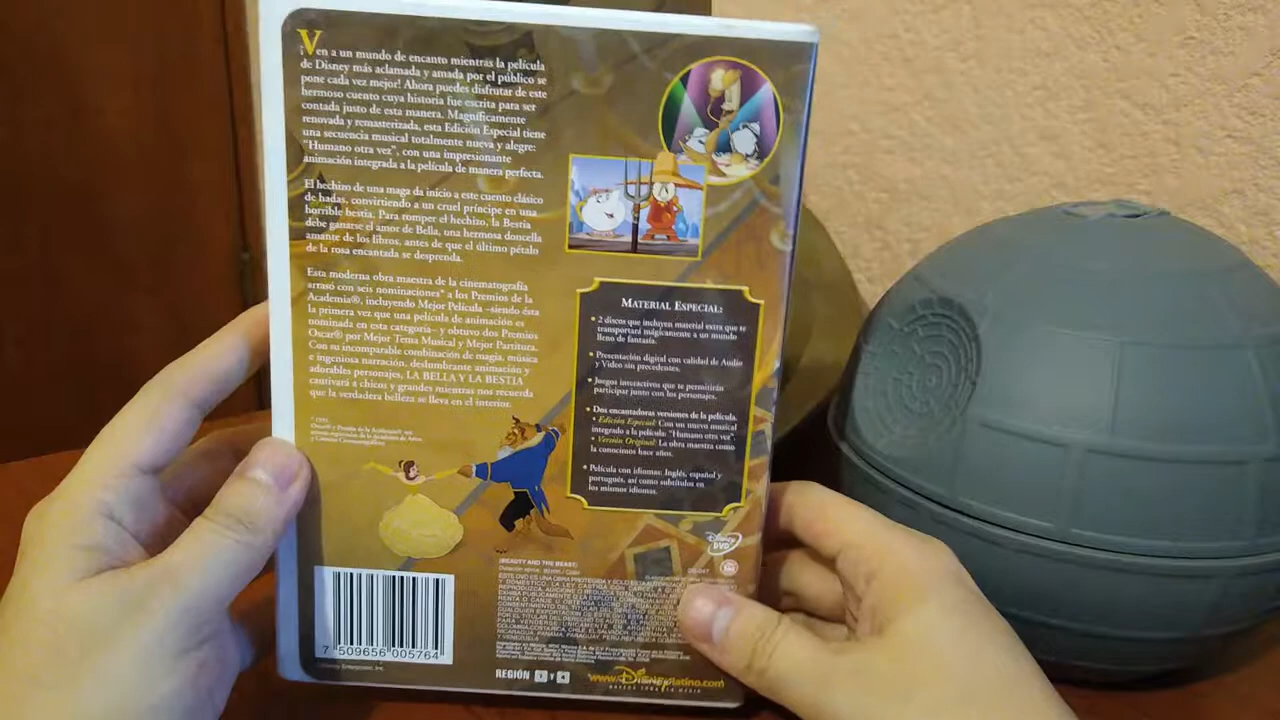 ¡Ven a un mundo de encanto mientras la película
de Disney más aclamada y amada por el público se
pone cada vez mejor! Ahora puedes disfrutar de este
hermoso cuento cuya historia fue escrita para ser
contada justo de esta manera. Magníficamente
renovada y remasterizada, esta Edición Especial tiene
una secuencia musical totalmente nueva y alegre:
"Humano otra vez", con una impresionante
animación integrada a la película de manera perfecta.
El hechizo de una maga da inicio a este cuento clásico
de hadas, convirtiendo a un cruel príncipe en una
horrible bestia. Para romper el hechizo, la Bestia
debe ganarse el amor de Bella, una hermosa doncella
amante de los libros, antes de que el último pétalo
de la rosa encantada se desprenda.
Esta moderna obra maestra de la cinematografía
arrasó con seis nominaciones* a los Premios de la
Academia®, incluyendo Mejor Película –siendo ésta
la primera vez que una película de animación es
nominada en esta categoría– y obtuvo dos Premios
Oscar® por Mejor Tema Musical y Mejor Partitura.
Con su incomparable combinación de magia, música
e ingeniosa narración, deslumbrante animación y
adorables personajes, LA BELLA Y LA BESTIA
cautivará a chicos y grandes mientras nos recuerda
que la verdadera belleza se lleva en el interior.
MATERIAL ESPECIAL:
• 2 discos que incluyen material extra que te
transportará mágicamente a un mundo
lleno de fantasía.
• Presentación digital con calidad de Audio
y Video sin precedentes.
• Juegos interactivos que te permitirán
participar junto con los personajes.
• Dos encantadoras versiones de la película.
• Edición Especial: Con un nuevo musical
integrado a la película: "Humano otra vez".
• Versión Original: La obra maestra como
la conocimos hace años.
• Película con idiomas: Inglés, español y
portugués, así como subtítulos en
los mismos idiomas.
Disney
DVD
(BEAUTY AND THE BEAST)
7 509656 005764
Disney Enterprises, Inc.
REGIÓN 1 Y 4
www.Disneylatino.com